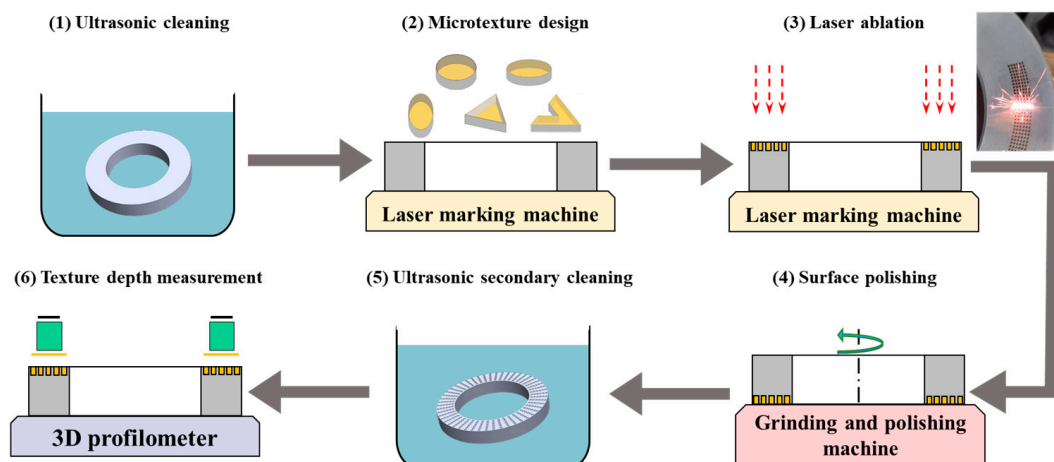 (1) Ultrasonic cleaning
(2) Microtexture design
(3) Laser ablation
Laser marking machine
Laser marking machine
(6) Texture depth measurement
(5) Ultrasonic secondary cleaning
(4) Surface polishing
3D profilometer
Grinding and polishing
machine